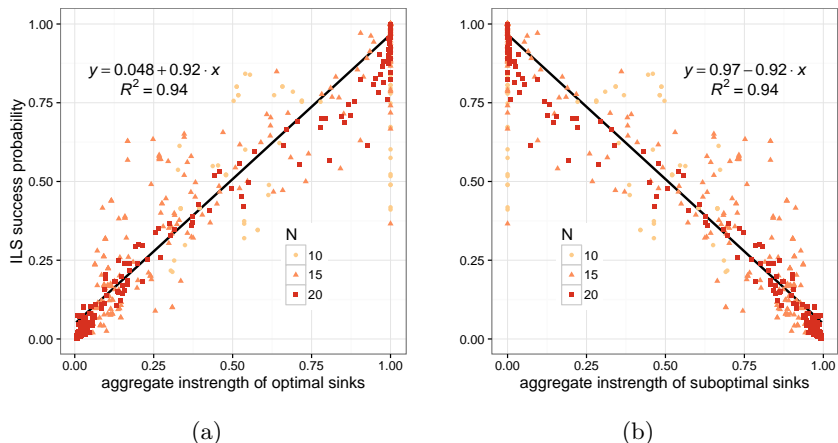 ILS success probability
1.00
0.75
0.50
0.25
0.00
y = 0.048 + 0.92 · x
R² = 0.94
N
10
15
20
0.00 0.25 0.50 0.75 1.00
aggregate instrength of optimal sinks
(a)
1.00
0.75
0.50
0.25
0.00
y = 0.97 − 0.92 · x
R² = 0.94
N
10
15
20
0.00 0.25 0.50 0.75 1.00
aggregate instrength of suboptimal sinks
(b)